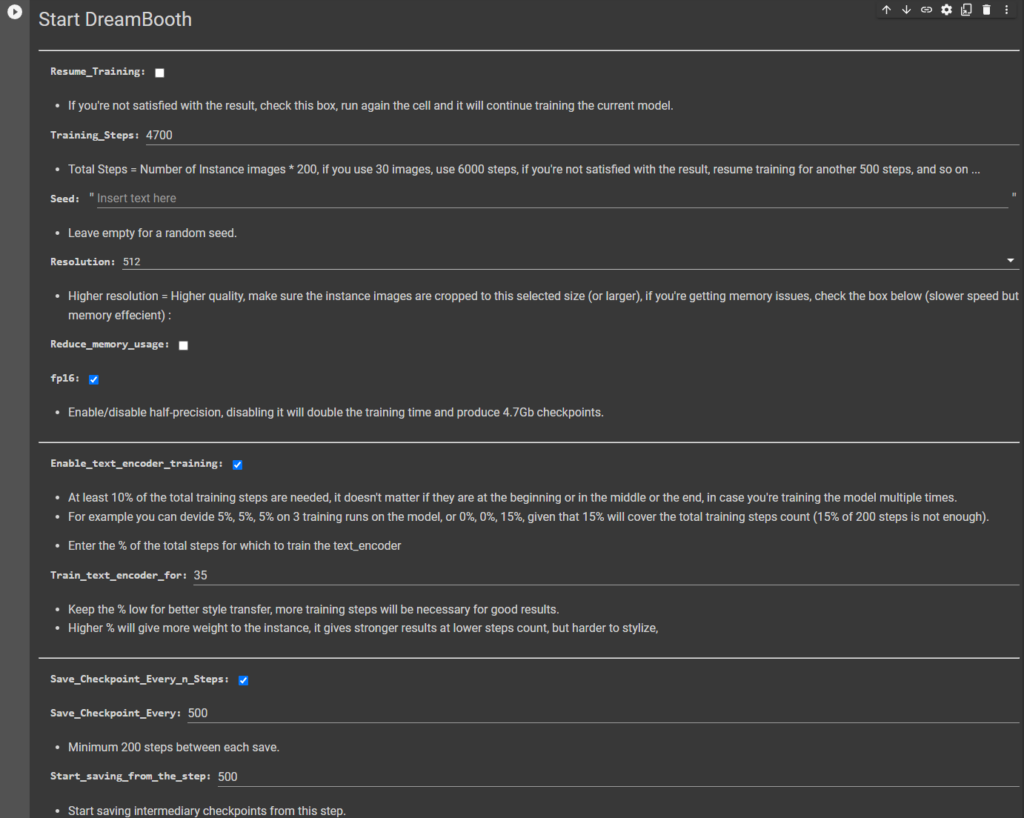 Start DreamBooth
Resume_Training:
• If you're not satisfied with the result, check this box, run again the cell and it will continue training the current model.
Training_Steps: 4700
• Total Steps = Number of Instance images * 200, if you use 30 images, use 6000 steps, if you're not satisfied with the result, resume training for another 500 steps, and so on ...
Seed: " Insert text here "
• Leave empty for a random seed.
Resolution: 512
• Higher resolution = Higher quality, make sure the instance images are cropped to this selected size (or larger), if you're getting memory issues, check the box below (slower speed but
memory effecient) :
Reduce_memory_usage:
fp16:
• Enable/disable half-precision, disabling it will double the training time and produce 4.7Gb checkpoints.
Enable_text_encoder_training:
• At least 10% of the total training steps are needed, it doesn't matter if they are at the beginning or in the middle or the end, in case you're training the model multiple times.
• For example you can devide 5%, 5%, 5% on 3 training runs on the model, or 0%, 0%, 15%, given that 15% will cover the total training steps count (15% of 200 steps is not enough).
• Enter the % of the total steps for which to train the text_encoder
Train_text_encoder_for: 35
• Keep the % low for better style transfer, more training steps will be necessary for good results.
• Higher % will give more weight to the instance, it gives stronger results at lower steps count, but harder to stylize,
Save_Checkpoint_Every_n_Steps:
Save_Checkpoint_Every: 500
• Minimum 200 steps between each save.
Start_saving_from_the_step: 500
• Start saving intermediary checkpoints from this step.